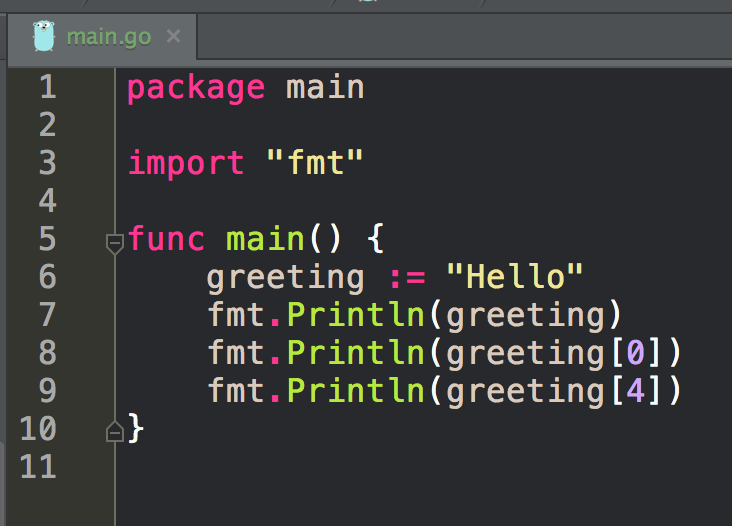 main.go ×
1 package main
2
3 import "fmt"
4
5 func main() {
6     greeting := "Hello"
7     fmt.Println(greeting)
8     fmt.Println(greeting[0])
9     fmt.Println(greeting[4])
10 }
11